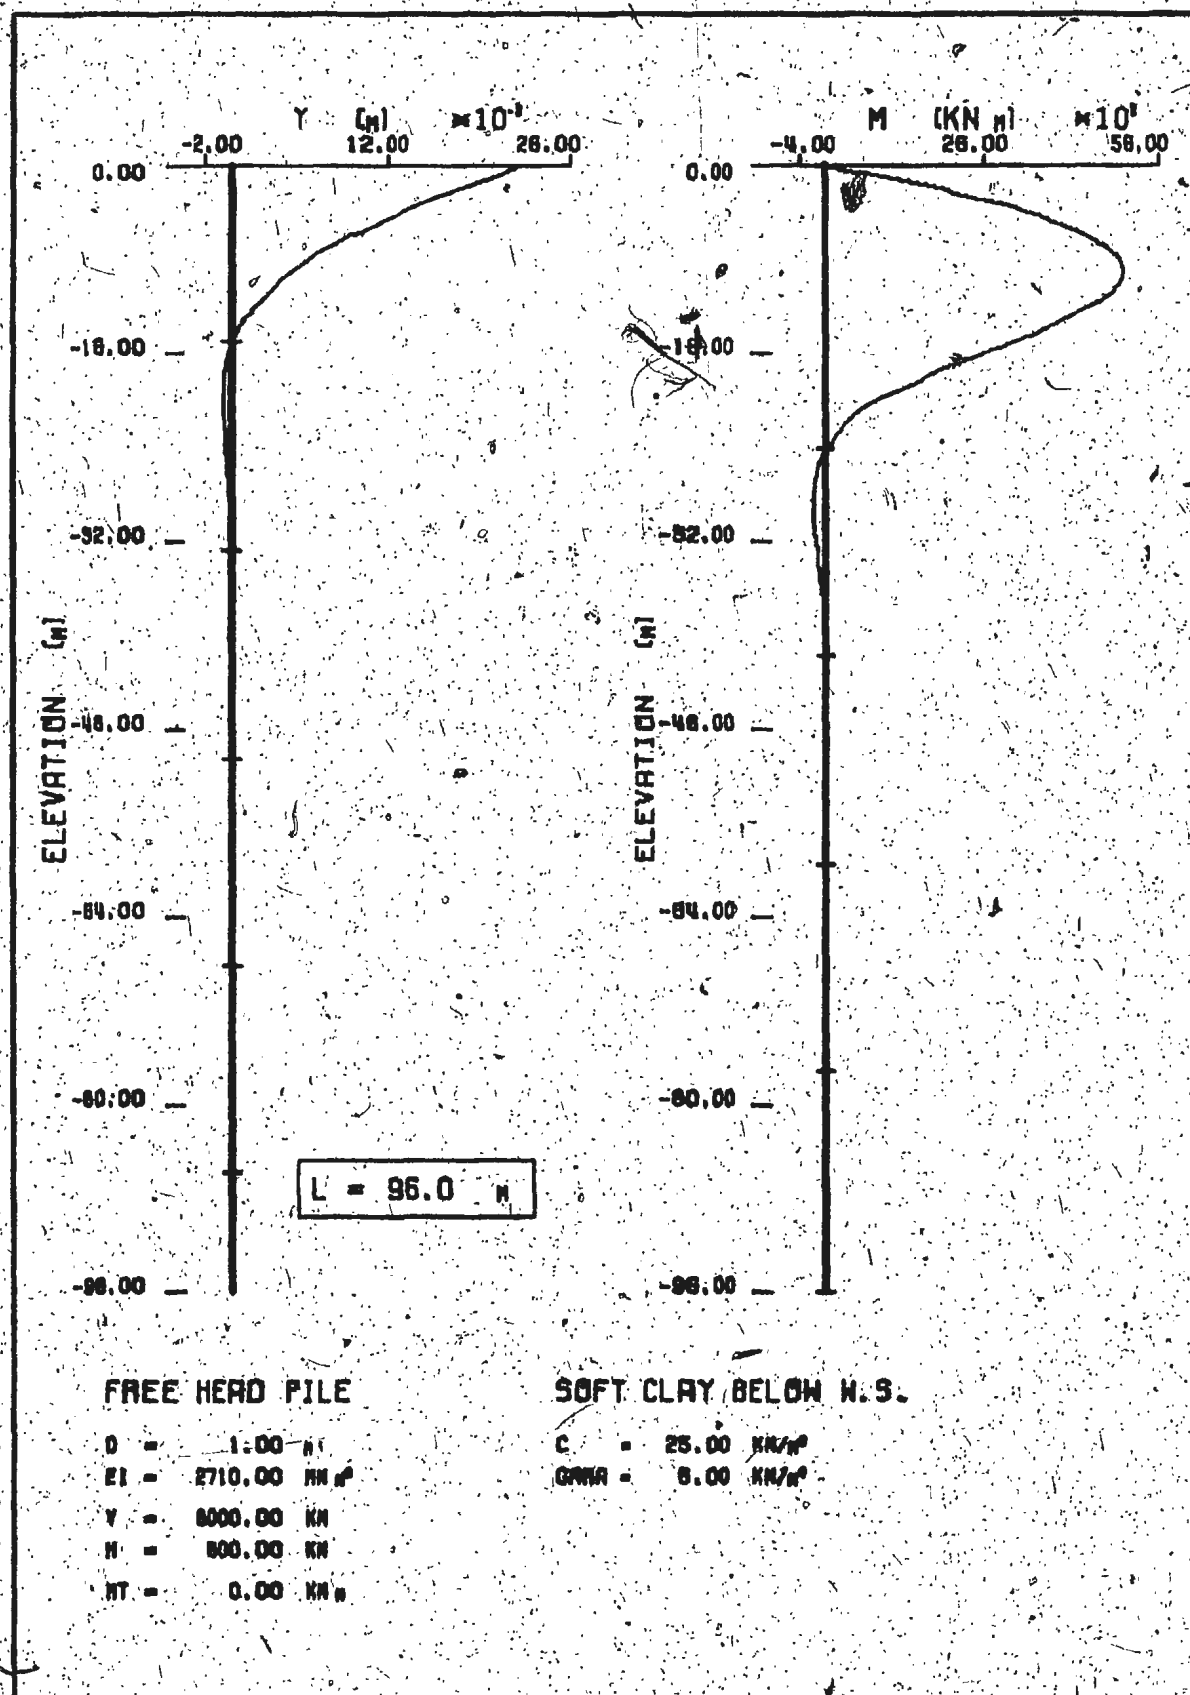 Y [M] ×10⁻²
-2.00 12.00 26.00
0.00
-16.00
-32.00
-48.00
-64.00
-80.00
-96.00
ELEVATION [M]
L = 96.0 M
M [KN M]
-4.00 26.00 56.00
0.00
-16.00
-32.00
-48.00
-64.00
-80.00
-96.00
ELEVATION [M]
FREE HEAD PILE
D = 1.00 M
EI = 2710.00 MN M²
V = 6000.00 KN
H = 800.00 KN
MT = 0.00 KN M
SOFT CLAY BELOW W.S.
C = 25.00 KN/M²
GAMA = 6.00 KN/M³